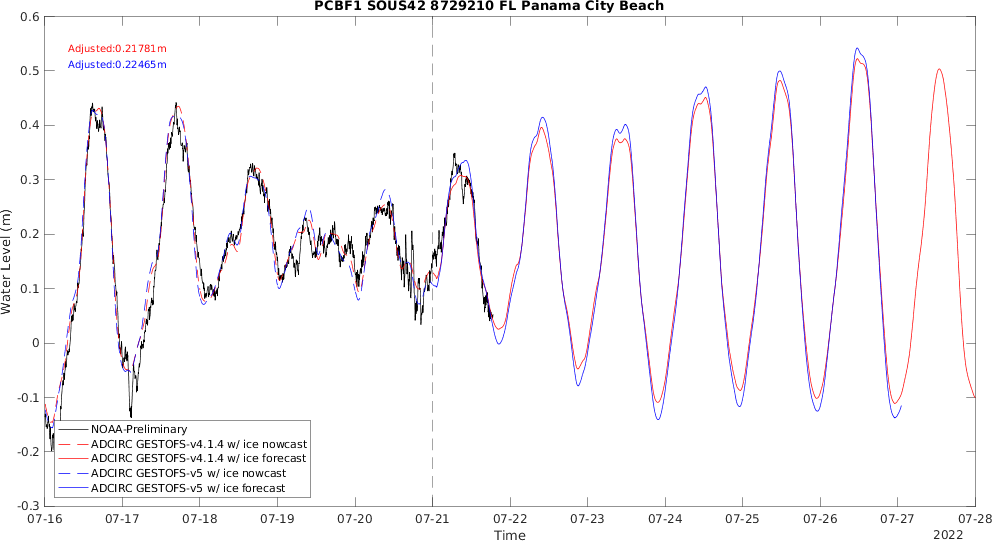 PCBF1 SOUS42 8729210 FL Panama City Beach
0.6
Adjusted:0.21781m
Adjusted:0.22465m
0.5
0.4
0.3
0.2
0.1
0
-0.1
-0.2
-0.3
Water Level (m)
NOAA-Preliminary
ADCIRC GESTOFS-v4.1.4 w/ ice nowcast
ADCIRC GESTOFS-v4.1.4 w/ ice forecast
ADCIRC GESTOFS-v5 w/ ice nowcast
ADCIRC GESTOFS-v5 w/ ice forecast
07-16 07-17 07-18 07-19 07-20 07-21 07-22 07-23 07-24 07-25 07-26 07-27 07-28
Time
2022